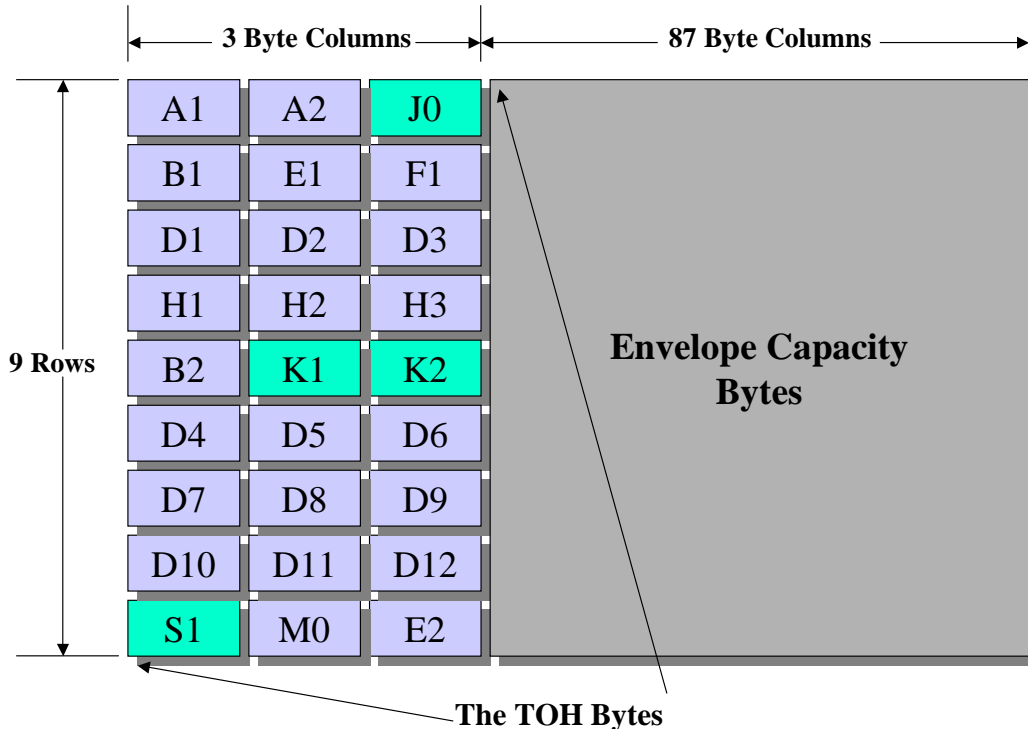 3 Byte Columns 87 Byte Columns
A1 A2 J0
B1 E1 F1
D1 D2 D3
H1 H2 H3
9 Rows B2 K1 K2
Envelope Capacity
Bytes
D4 D5 D6
D7 D8 D9
D10 D11 D12
S1 M0 E2
The TOH Bytes